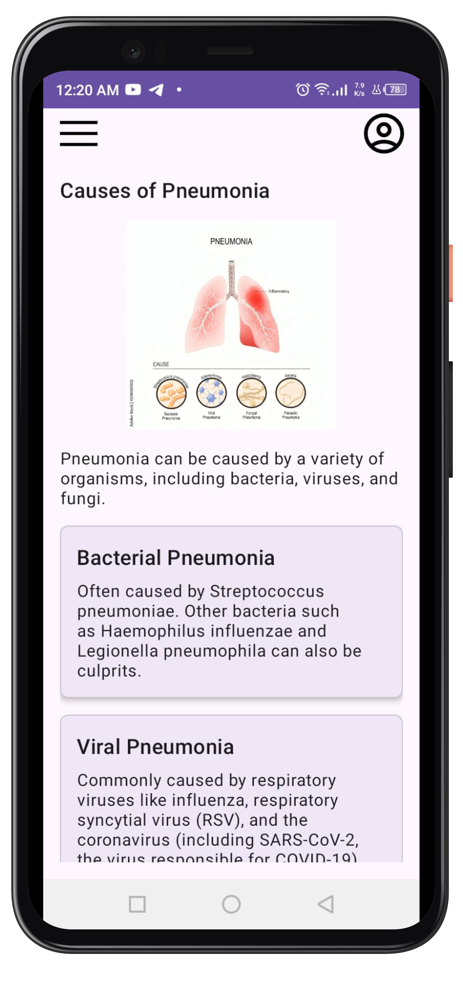 12:20 AM
7.9
K/s
78
Causes of Pneumonia
PNEUMONIA
Inflammatory
CAUSE
Streptococcus pneumoniae
Adenoviruses
Histoplasma
Ascaris
Bacterial
Pneumonia
Viral
Pneumonia
Fungal
Pneumonia
Parastic
Pneumonia
Adobe Stock | #258085502
Pneumonia can be caused by a variety of
organisms, including bacteria, viruses, and
fungi.
Bacterial Pneumonia
Often caused by Streptococcus
pneumoniae. Other bacteria such
as Haemophilus influenzae and
Legionella pneumophila can also be
culprits.
Viral Pneumonia
Commonly caused by respiratory
viruses like influenza, respiratory
syncytial virus (RSV), and the
coronavirus (including SARS-CoV-2,
the virus responsible for COVID-19)